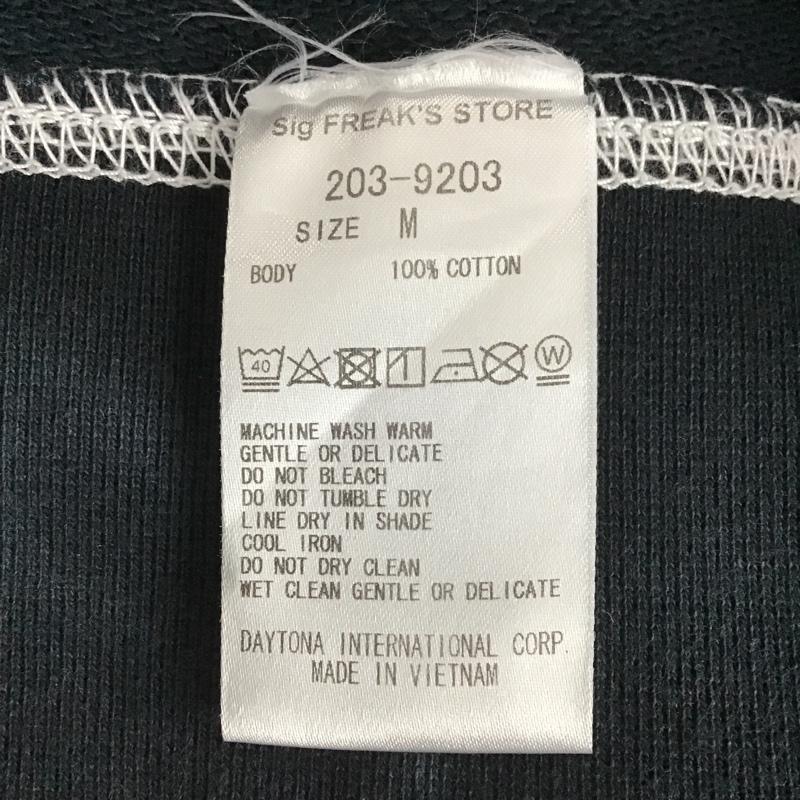 Sig FREAK'S STORE
203-9203
SIZE M
BODY 100% COTTON
40 W
MACHINE WASH WARM
GENTLE OR DELICATE
DO NOT BLEACH
DO NOT TUMBLE DRY
LINE DRY IN SHADE
COOL IRON
DO NOT DRY CLEAN
WET CLEAN GENTLE OR DELICATE
DAYTONA INTERNATIONAL CORP.
MADE IN VIETNAM